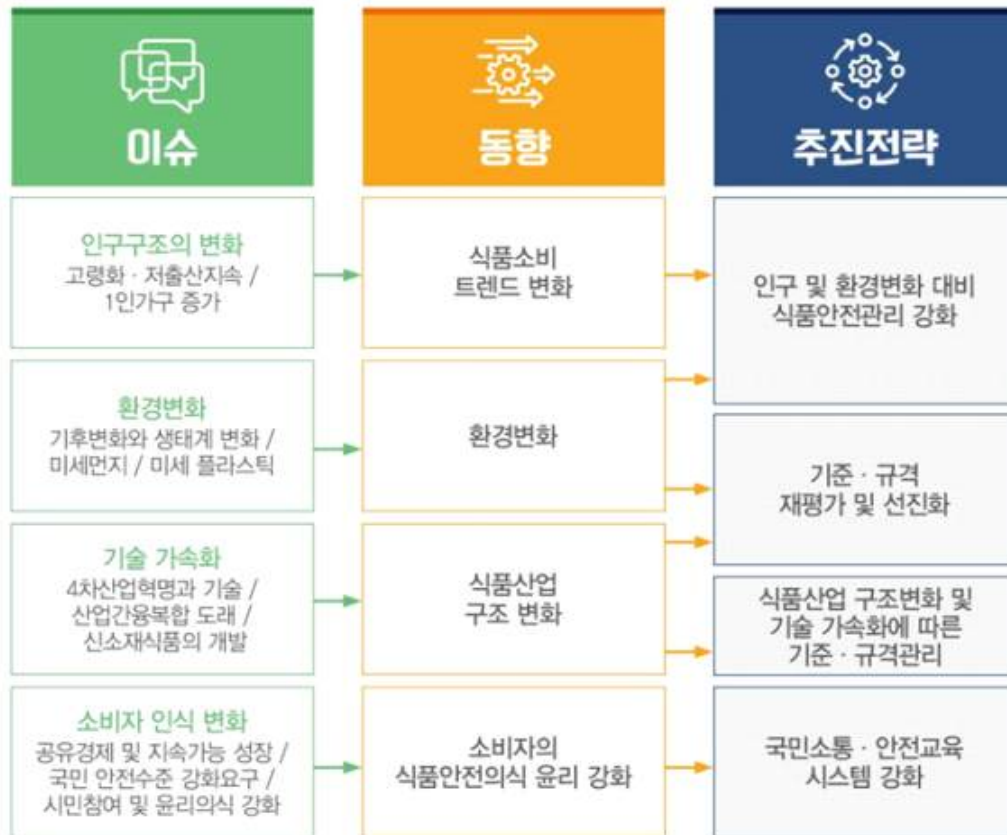 이슈
동향
추진전략
인구구조의 변화
고령화 · 저출산지속 /
1인가구 증가
식품소비
트렌드 변화
인구 및 환경변화 대비
식품안전관리 강화
환경변화
기후변화와 생태계 변화 /
미세먼지 / 미세 플라스틱
환경변화
기준 · 규격
재평가 및 선진화
기술 가속화
4차산업혁명과 기술 /
산업간융복합 도래 /
신소재식품의 개발
식품산업
구조 변화
식품산업 구조변화 및
기술 가속화에 따른
기준 · 규격관리
소비자 인식 변화
공유경제 및 지속가능 성장 /
국민 안전수준 강화요구 /
시민참여 및 윤리의식 강화
소비자의
식품안전의식 윤리 강화
국민소통 · 안전교육
시스템 강화